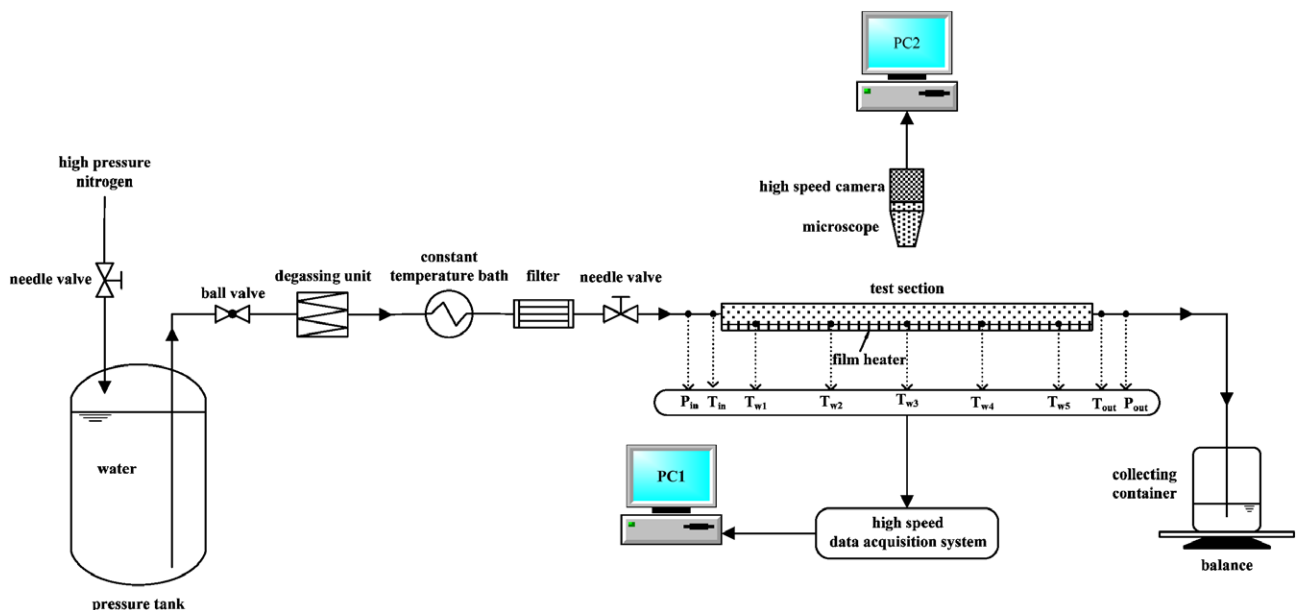 PC2
high pressure
nitrogen
high speed camera
microscope
needle valve
ball valve
degassing unit
constant
temperature bath
filter
needle valve
test section
film heater
P_in T_in T_w1 T_w2 T_w3 T_w4 T_w5 T_out P_out
water
PC1
high speed
data acquisition system
collecting
container
balance
pressure tank